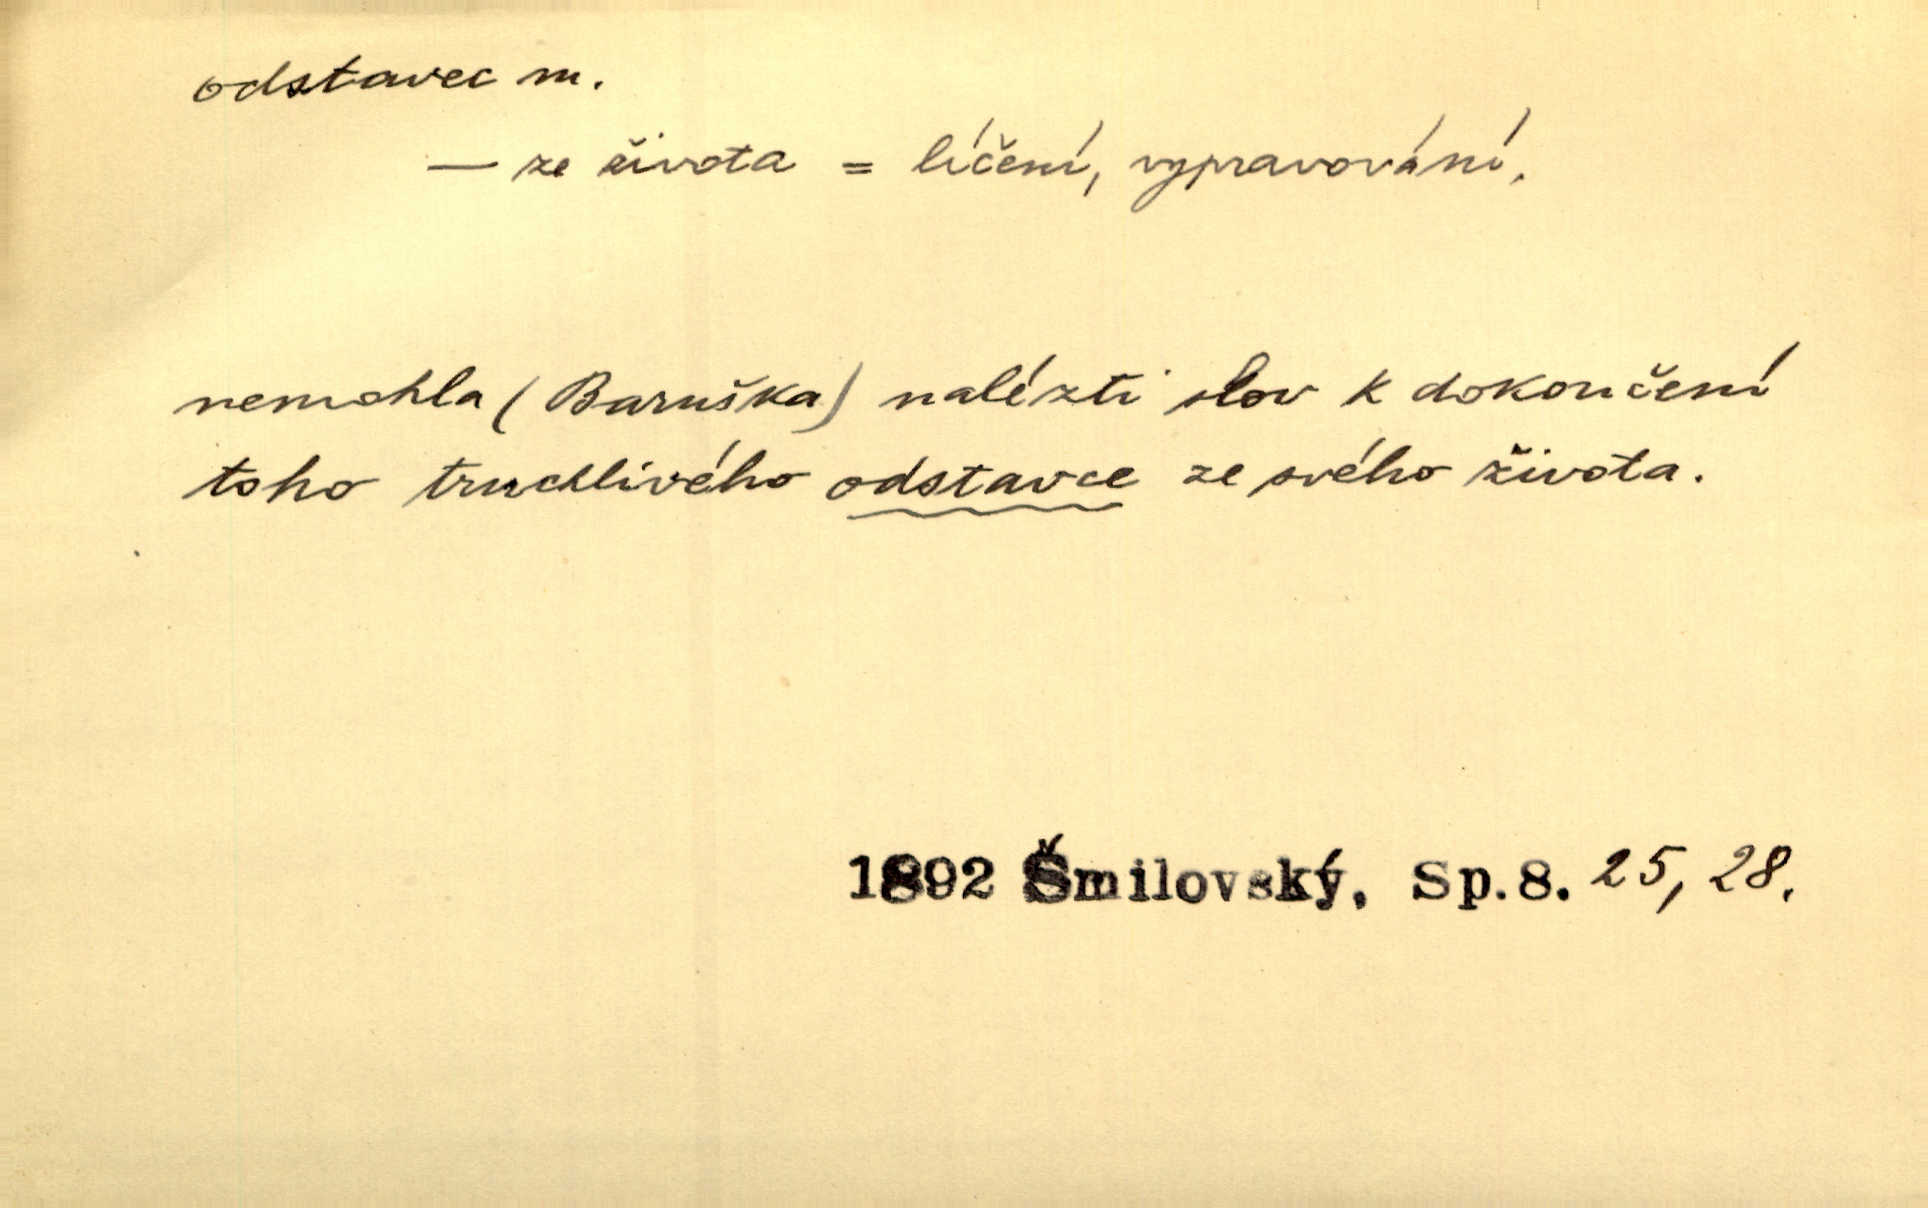 odstavec m.
— ze života = líčení, vypravování.
nemohla (Baruška) nalézti slov k dokončení
toho truchlivého odstavce ze svého života.
1892 Šmilovský, Sp.8. 25, 28.